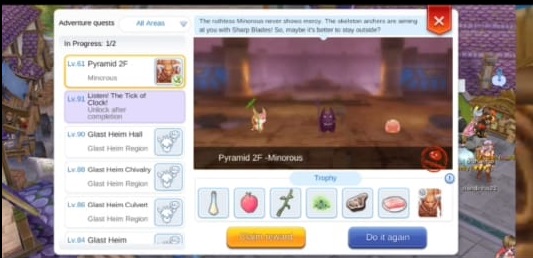 Adventure quests
All Areas
In Progress: 1/2
Lv.61 Pyramid 2F
Minorous
Lv.91 Listen! The Tick of
Clock!
Unlock after
completion
Lv.90 Glast Heim Hall
Glast Heim Region
Lv.88 Glast Heim Chivalry
Glast Heim Region
Lv.86 Glast Heim Culvert
Glast Heim Region
Lv.84 Glast Heim
The ruthless Minorous never shows mercy. The skeleton archers are aiming
at you with Sharp Blades! So, maybe it's better to stay outside?
Pyramid 2F -Minorous
Trophy
Claim reward
Do it again